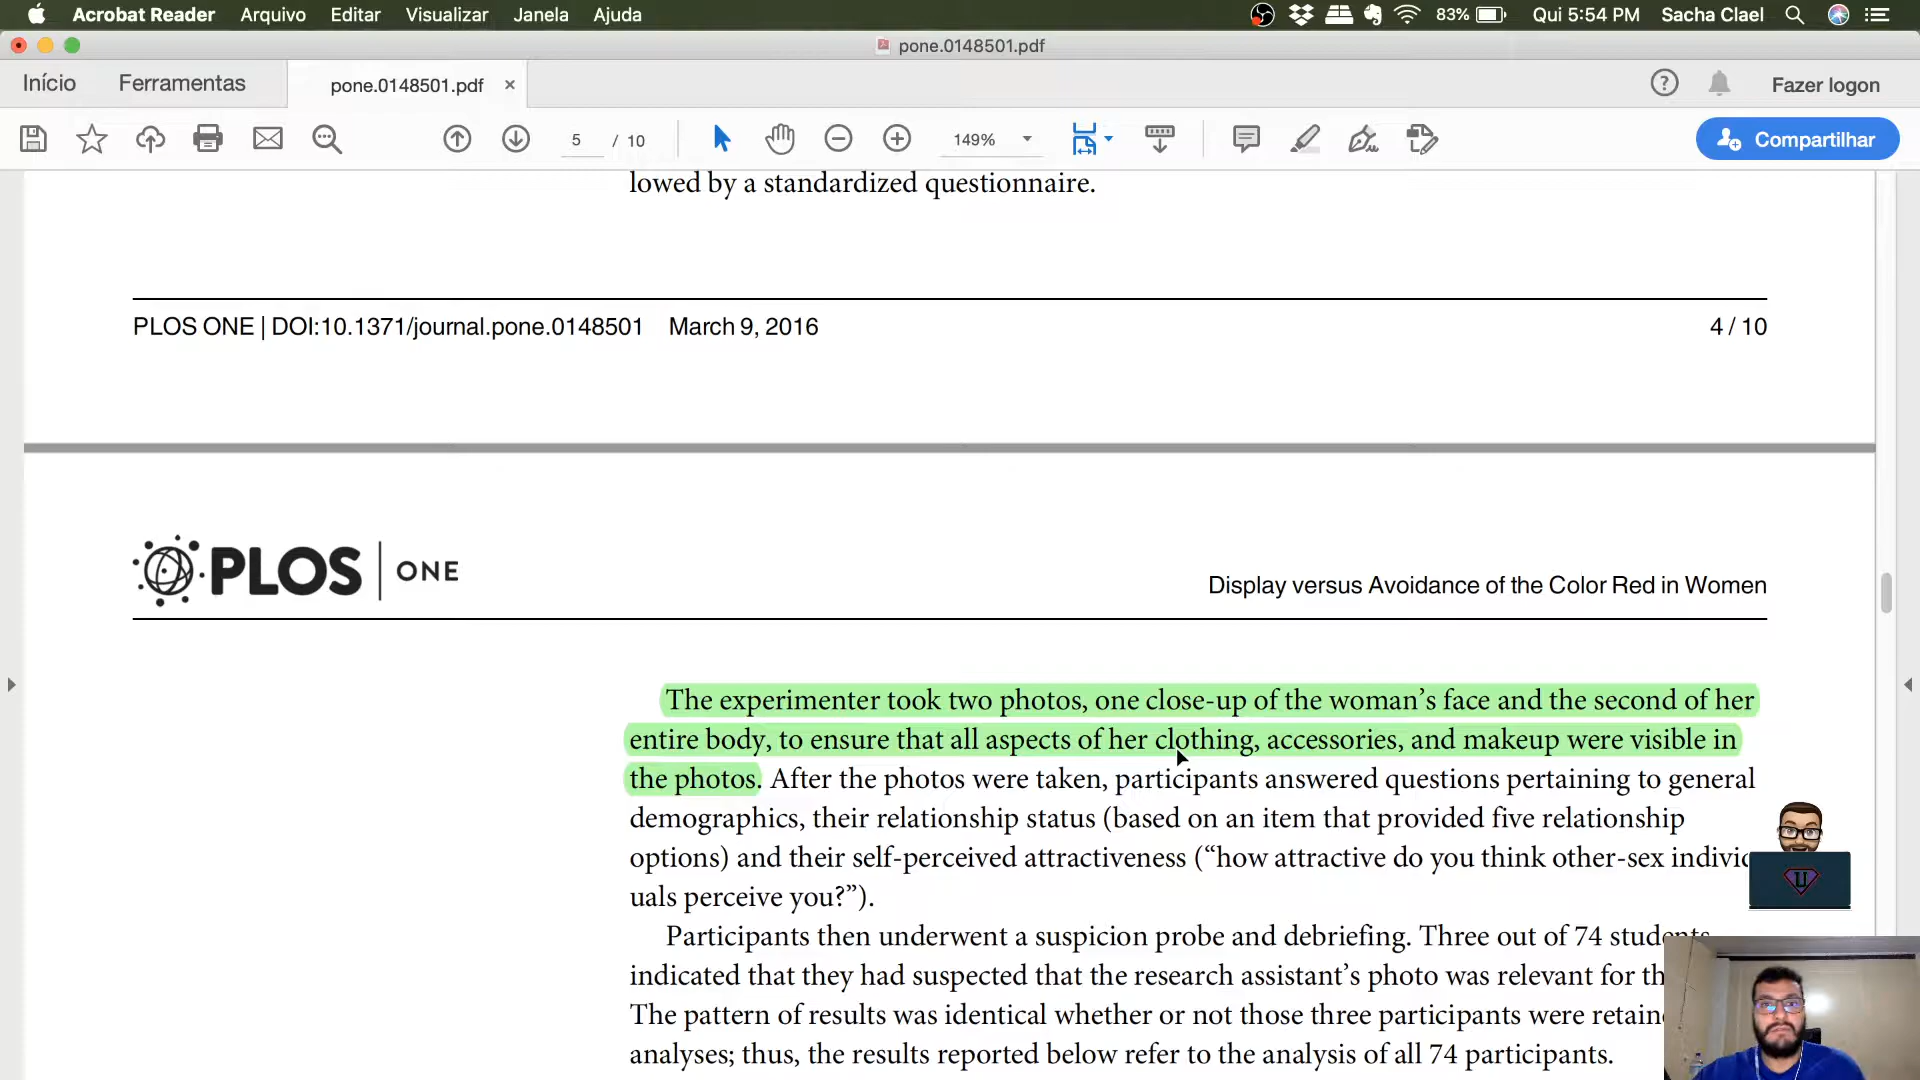 Acrobat Reader Arquivo Editar Visualizar Janela Ajuda 83% Qui 5:54 PM Sacha Clael
pone.0148501.pdf
Início Ferramentas pone.0148501.pdf × ? Fazer logon
5 / 10 149% Compartilhar
lowed by a standardized questionnaire.
PLOS ONE | DOI:10.1371/journal.pone.0148501 March 9, 2016 4 / 10
PLOS | ONE
Display versus Avoidance of the Color Red in Women
The experimenter took two photos, one close-up of the woman’s face and the second of her
entire body, to ensure that all aspects of her clothing, accessories, and makeup were visible in
the photos. After the photos were taken, participants answered questions pertaining to general
demographics, their relationship status (based on an item that provided five relationship
options) and their self-perceived attractiveness (“how attractive do you think other-sex individ
uals perceive you?”).
U
Participants then underwent a suspicion probe and debriefing. Three out of 74 students
indicated that they had suspected that the research assistant’s photo was relevant for th
The pattern of results was identical whether or not those three participants were retain
analyses; thus, the results reported below refer to the analysis of all 74 participants.